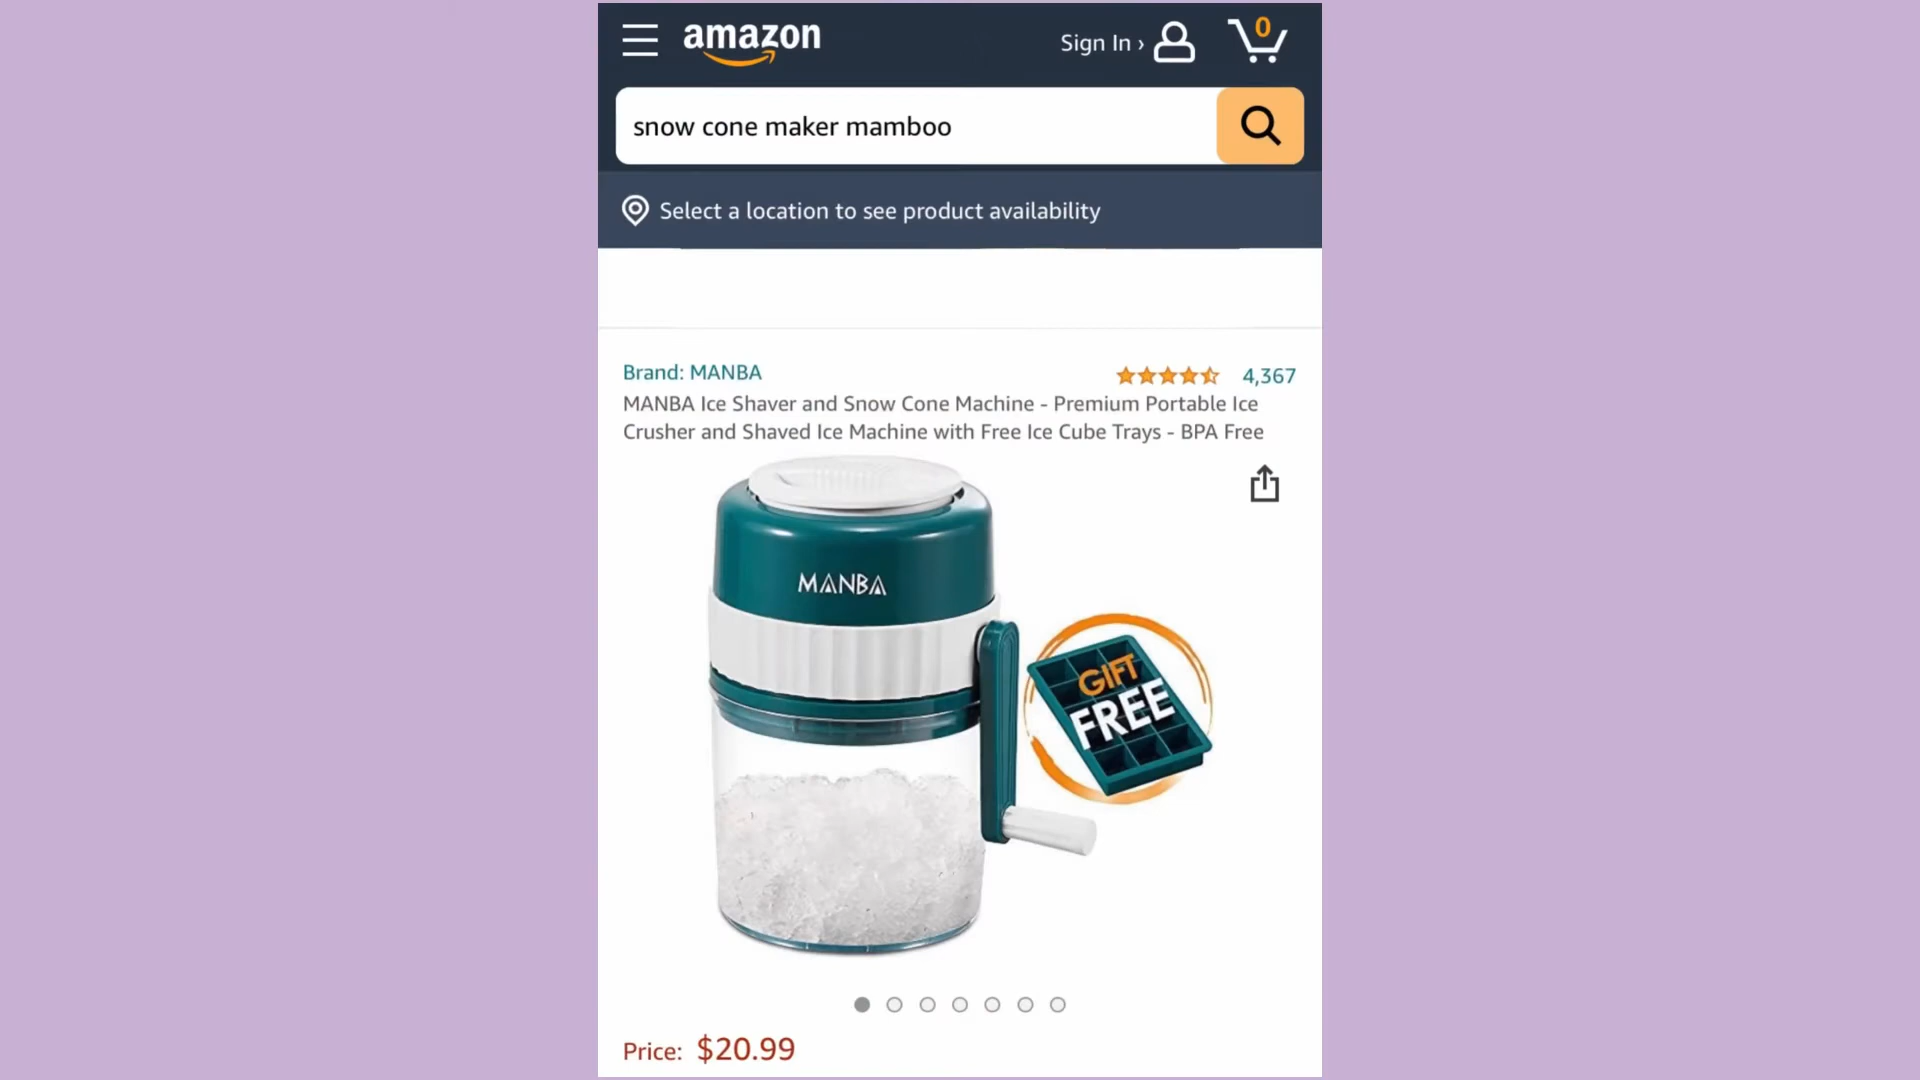 amazon
Sign In ›
0
snow cone maker mamboo
Select a location to see product availability
Brand: MANBA
4,367
MANBA Ice Shaver and Snow Cone Machine - Premium Portable Ice
Crusher and Shaved Ice Machine with Free Ice Cube Trays - BPA Free
MANBA
GIFT
FREE
Price: $20.99